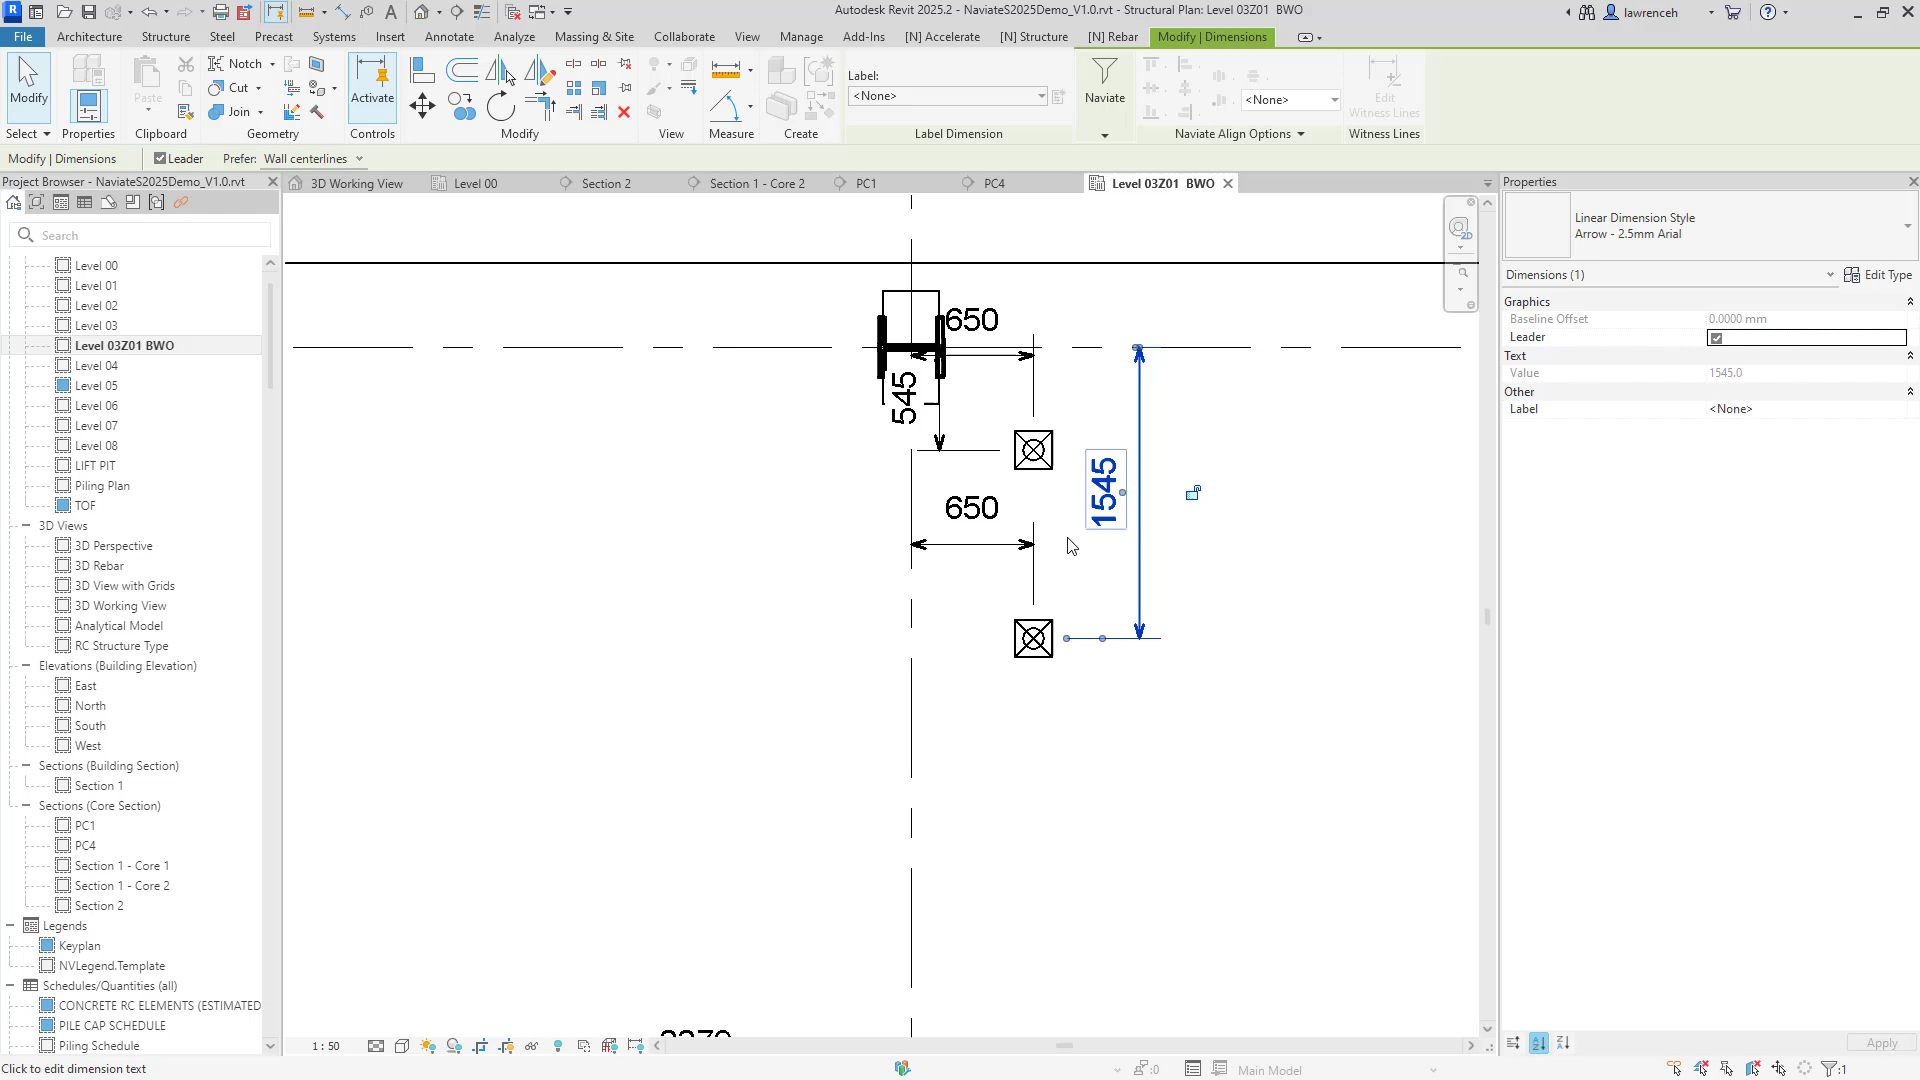 Autodesk Revit 2025.2 - NaviateS2025Demo_V1.0.rvt - Structural Plan: Level 03Z01 BWO
lawrenceh
File Architecture Structure Steel Precast Systems Insert Annotate Analyze Massing & Site Collaborate View Manage Add-Ins [N] Accelerate [N] Structure [N] Rebar Modify | Dimensions
Modify
Paste
Notch
Cut
Join
Activate
Label:
<None>
Naviate
<None>
Edit
Witness Lines
Select Properties Clipboard Geometry Controls Modify View Measure Create Label Dimension Naviate Align Options Witness Lines
Modify | Dimensions Leader Prefer: Wall centerlines
Project Browser - NaviateS2025Demo_V1.0.rvt
3D Working View Level 00 Section 2 Section 1 - Core 2 PC1 PC4 Level 03Z01 BWO
Search
Level 00
Level 01
Level 02
Level 03
Level 03Z01 BWO
Level 04
Level 05
Level 06
Level 07
Level 08
LIFT PIT
Piling Plan
TOF
3D Views
3D Perspective
3D Rebar
3D View with Grids
3D Working View
Analytical Model
RC Structure Type
Elevations (Building Elevation)
East
North
South
West
Sections (Building Section)
Section 1
Sections (Core Section)
PC1
PC4
Section 1 - Core 1
Section 1 - Core 2
Section 2
Legends
Keyplan
NVLegend.Template
Schedules/Quantities (all)
CONCRETE RC ELEMENTS (ESTIMATED
PILE CAP SCHEDULE
Piling Schedule
2D
650
545
1545
650
1 : 50
Properties
Linear Dimension Style
Arrow - 2.5mm Arial
Dimensions (1)
Edit Type
Graphics
Baseline Offset 0.0000 mm
Leader
Text
Value 1545.0
Other
Label <None>
Apply
Click to edit dimension text
:0
Main Model
:1